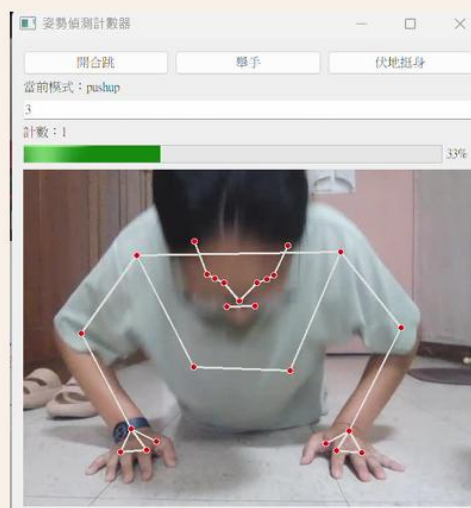 姿勢偵測計數器
開合跳 舉手 伏地挺身
當前模式：pushup
3
計數：1
33%